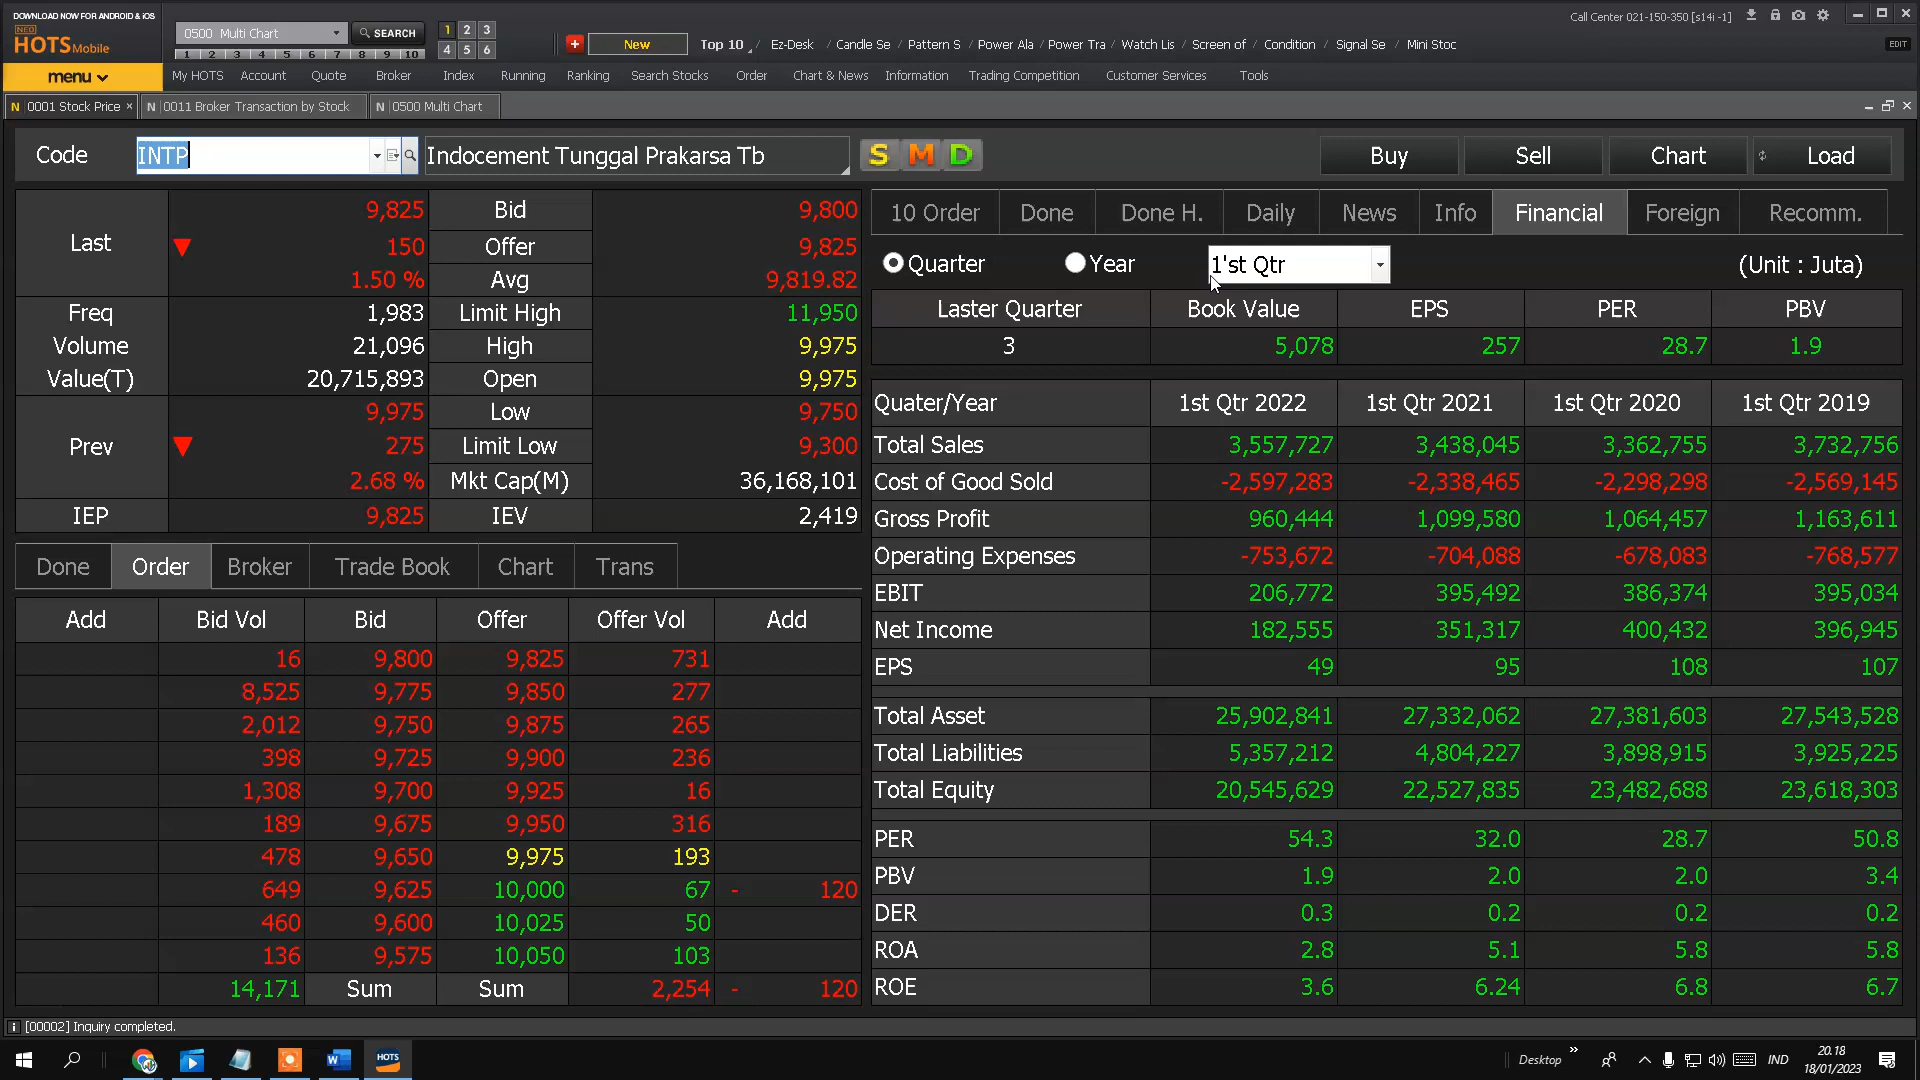 DOWNLOAD NOW FOR ANDROID & iOS
NEO
HOTS Mobile
0500 Multi Chart
SEARCH
1 2 3
4 5 6
1 2 3 4 5 6 7 8 9 10
New
Top 10
Ez-Desk / Candle Se / Pattern S / Power Ala / Power Tra / Watch Lis / Screen of / Condition / Signal Se / Mini Stoc
Call Center 021-150-350 [s14i -1]
EDIT
menu
My HOTS Account Quote Broker Index Running Ranking Search Stocks Order Chart & News Information Trading Competition Customer Services Tools
N 0001 Stock Price × N 0011 Broker Transaction by Stock N 0500 Multi Chart
Code INTP Indocement Tunggal Prakarsa Tb S M D Buy Sell Chart Load
Last 9,825 Bid 9,800
▼ 150 Offer 9,825
1.50 % Avg 9,819.82
Freq 1,983 Limit High 11,950
Volume 21,096 High 9,975
Value(T) 20,715,893 Open 9,975
Prev 9,975 Low 9,750
▼ 275 Limit Low 9,300
2.68 % Mkt Cap(M) 36,168,101
IEP 9,825 IEV 2,419
Done Order Broker Trade Book Chart Trans
Add Bid Vol Bid Offer Offer Vol Add
16 9,800 9,825 731
8,525 9,775 9,850 277
2,012 9,750 9,875 265
398 9,725 9,900 236
1,308 9,700 9,925 16
189 9,675 9,950 316
478 9,650 9,975 193
649 9,625 10,000 67 - 120
460 9,600 10,025 50
136 9,575 10,050 103
14,171 Sum Sum 2,254 - 120
10 Order Done Done H. Daily News Info Financial Foreign Recomm.
Quarter Year 1'st Qtr (Unit : Juta)
Laster Quarter Book Value EPS PER PBV
3 5,078 257 28.7 1.9
Quater/Year 1st Qtr 2022 1st Qtr 2021 1st Qtr 2020 1st Qtr 2019
Total Sales 3,557,727 3,438,045 3,362,755 3,732,756
Cost of Good Sold -2,597,283 -2,338,465 -2,298,298 -2,569,145
Gross Profit 960,444 1,099,580 1,064,457 1,163,611
Operating Expenses -753,672 -704,088 -678,083 -768,577
EBIT 206,772 395,492 386,374 395,034
Net Income 182,555 351,317 400,432 396,945
EPS 49 95 108 107
Total Asset 25,902,841 27,332,062 27,381,603 27,543,528
Total Liabilities 5,357,212 4,804,227 3,898,915 3,925,225
Total Equity 20,545,629 22,527,835 23,482,688 23,618,303
PER 54.3 32.0 28.7 50.8
PBV 1.9 2.0 2.0 3.4
DER 0.3 0.2 0.2 0.2
ROA 2.8 5.1 5.8 5.8
ROE 3.6 6.24 6.8 6.7
[00002] Inquiry completed.
HOTS
Desktop
IND
20.18
18/01/2023